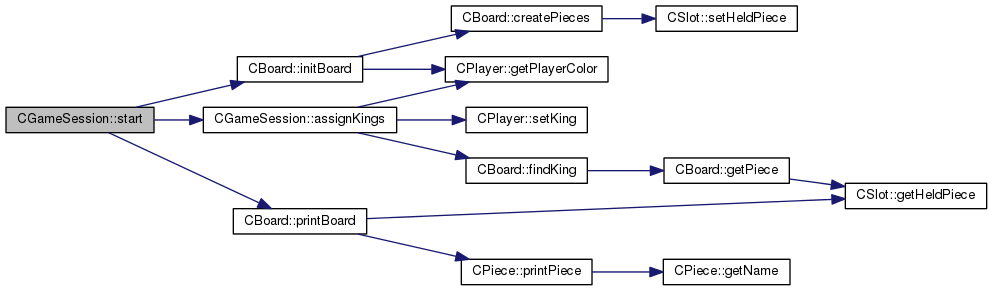 CGameSession::start
CBoard::initBoard
CBoard::createPieces
CSlot::setHeldPiece
CPlayer::getPlayerColor
CGameSession::assignKings
CPlayer::setKing
CBoard::findKing
CBoard::getPiece
CSlot::getHeldPiece
CBoard::printBoard
CPiece::printPiece
CPiece::getName